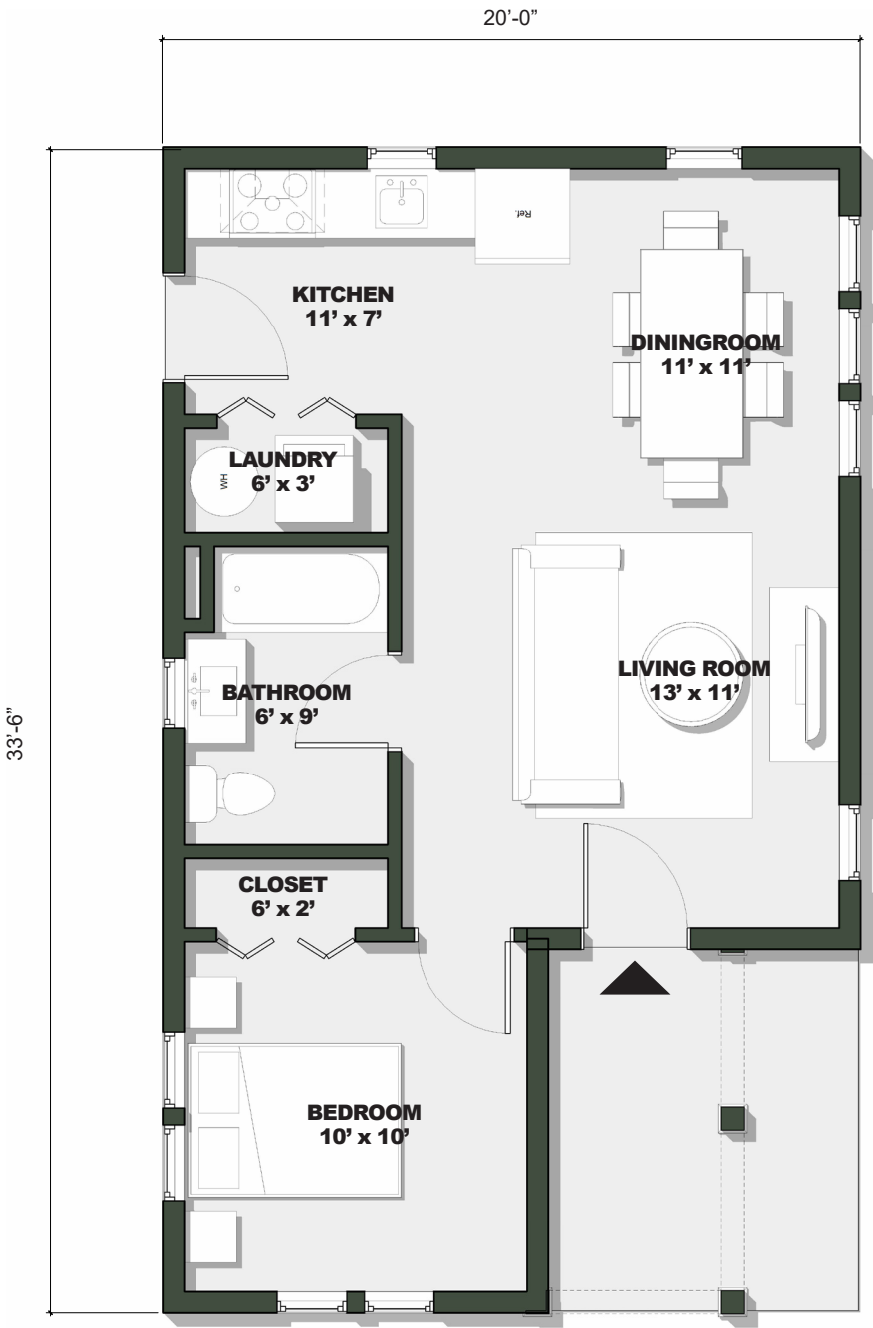 20’-0”
Ref.
KITCHEN
11’ x 7’
DININGROOM
11’ x 11’
LAUNDRY
6’ x 3’
WH
LIVING ROOM
13’ x 11’
BATHROOM
6’ x 9’
33’-6”
CLOSET
6’ x 2’
BEDROOM
10’ x 10’